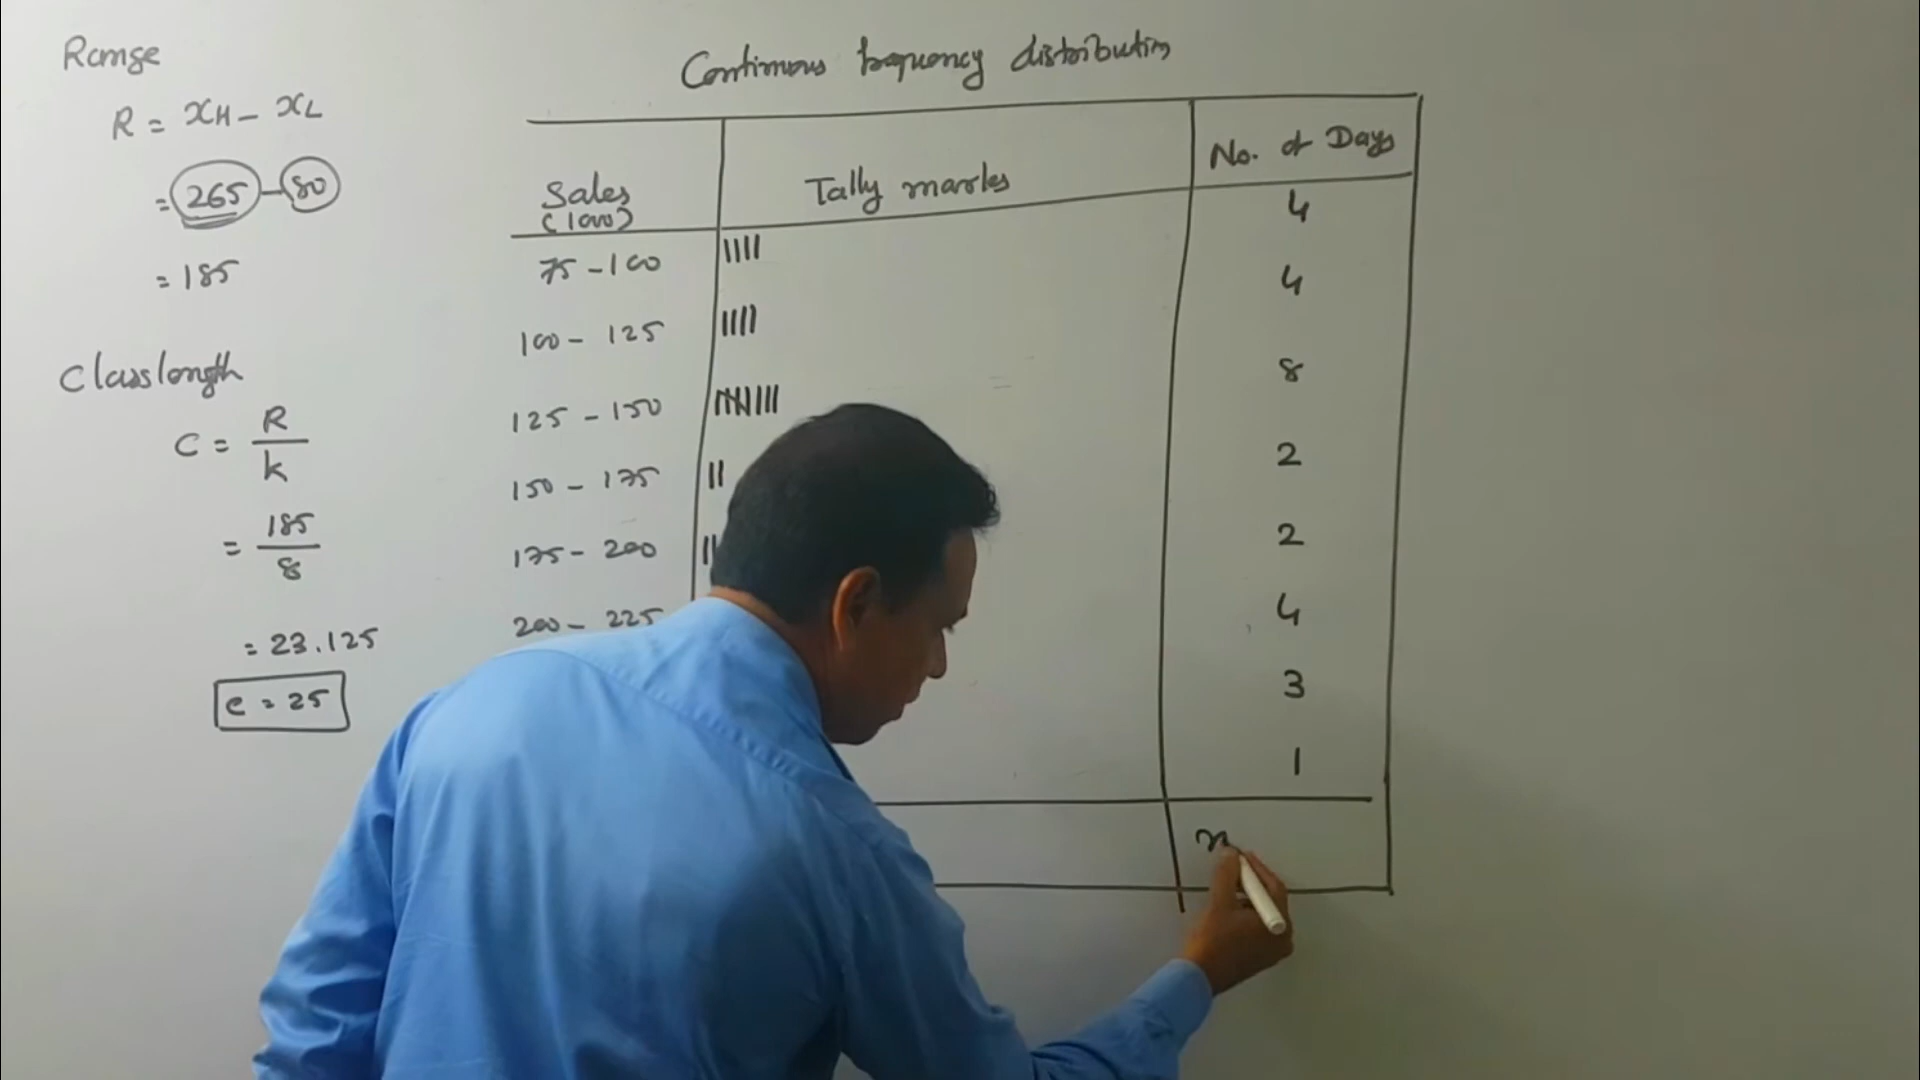 Range
R = xH - xL
= 265 - 80
= 185
Class length
C = R
k
= 185
8
= 23.125
c = 25
Continuous frequency distribution
Sales Tally marks No. of Days
(1000)
75 - 100 |||| 4
100 - 125 |||| 4
125 - 150 8
150 - 175 || 2
175 - 200 || 2
200 - 225 4
3
1
n